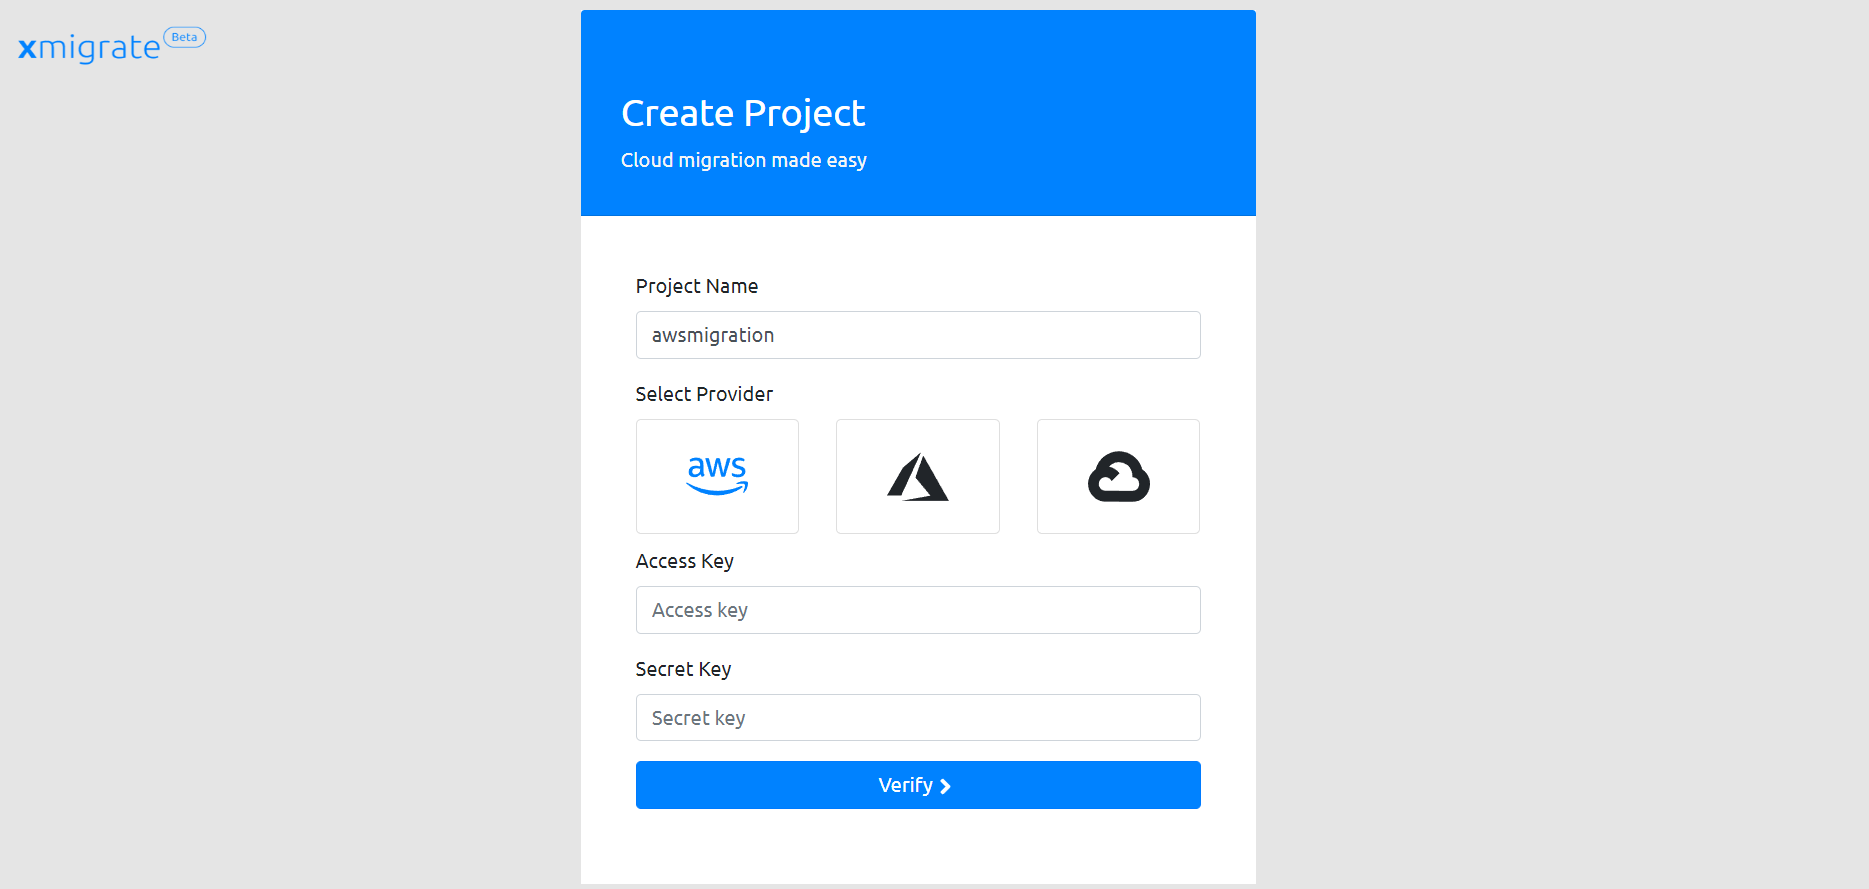 xmigrate Beta
Create Project
Cloud migration made easy
Project Name
awsmigration
Select Provider
aws
Access Key
Access key
Secret Key
Secret key
Verify